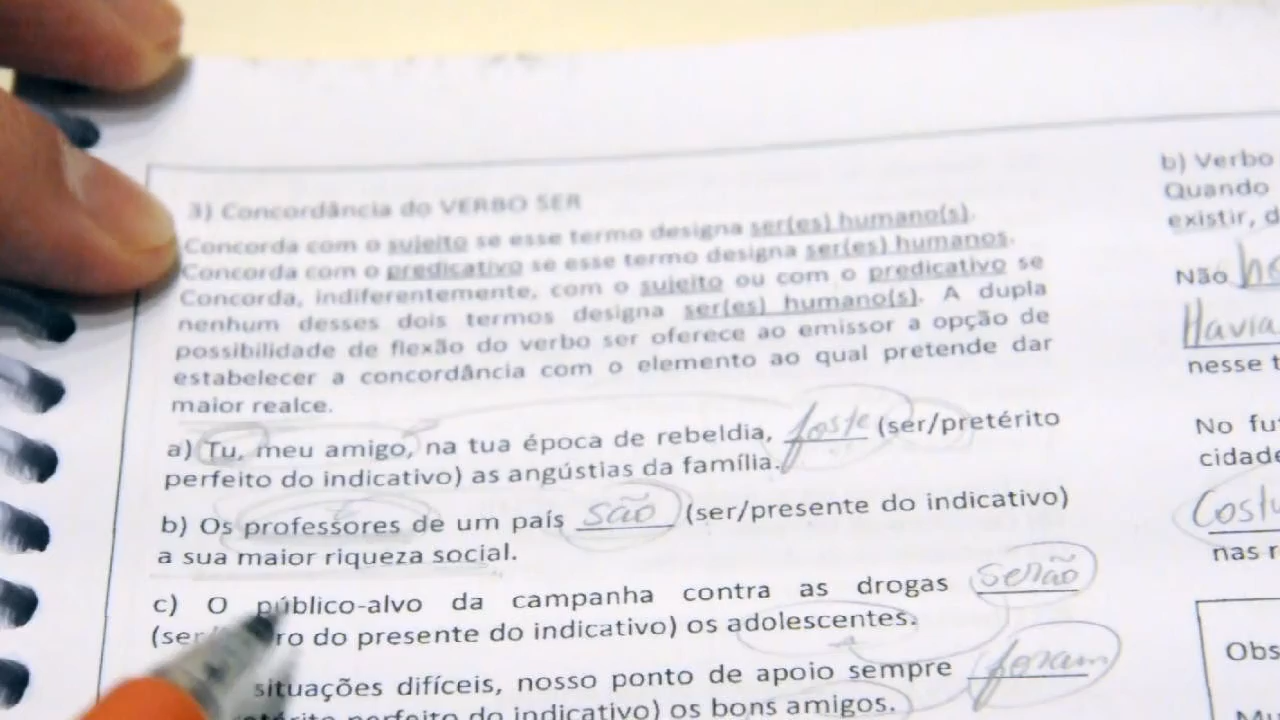 3) Concordância do VERBO SER
Concorda com o sujeito se esse termo designa ser(es) humano(s).
Concorda com o predicativo se esse termo designa ser(es) humanos.
Concorda, indiferentemente, com o sujeito ou com o predicativo se
nenhum desses dois termos designa ser(es) humano(s). A dupla
possibilidade de flexão do verbo ser oferece ao emissor a opção de
estabelecer a concordância com o elemento ao qual pretende dar
maior realce.
a) Tu, meu amigo, na tua época de rebeldia, foste (ser/pretérito
perfeito do indicativo) as angústias da família.
b) Os professores de um país são (ser/presente do indicativo)
a sua maior riqueza social.
c) O público-alvo da campanha contra as drogas serão
(ser/ ro do presente do indicativo) os adolescentes.
situações difíceis, nosso ponto de apoio sempre foram
perfeito do indicativo) os bons amigos.
b) Verbo
Quando
existir, d
Não
Havia
nesse t
No fu
cidade
Costu
nas r
Obs